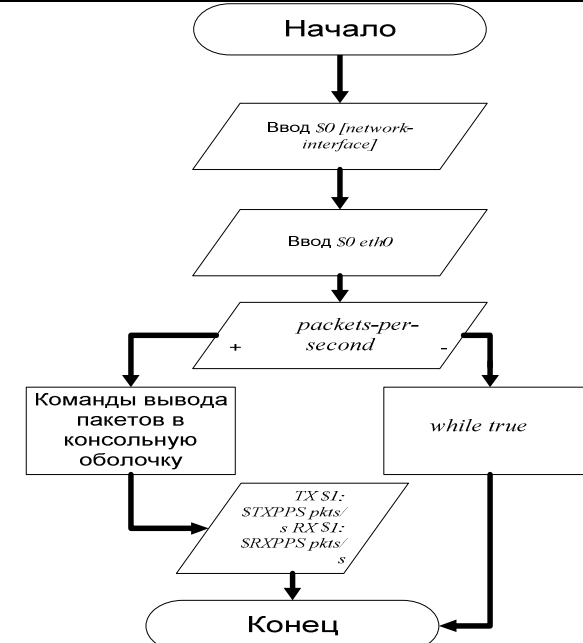 Начало
Ввод $0 [network-
interface]
Ввод $0 eth0
packets-per-
second
+
-
Команды вывода
пакетов в
консольную
оболочку
while true
TX $1:
$TXPPS pkts/
s RX $1:
$RXPPS pkts/
s
Конец